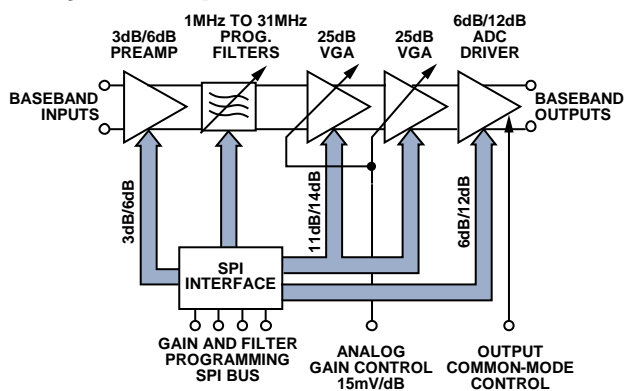 3dB/6dB
PREAMP
1MHz TO 31MHz
PROG.
FILTERS
25dB
VGA
25dB
VGA
6dB/12dB
ADC
DRIVER
BASEBAND
INPUTS
BASEBAND
OUTPUTS
3dB/6dB
11dB/14dB
6dB/12dB
SPI
INTERFACE
GAIN AND FILTER
PROGRAMMING
SPI BUS
ANALOG
GAIN CONTROL
15mV/dB
OUTPUT
COMMON-MODE
CONTROL